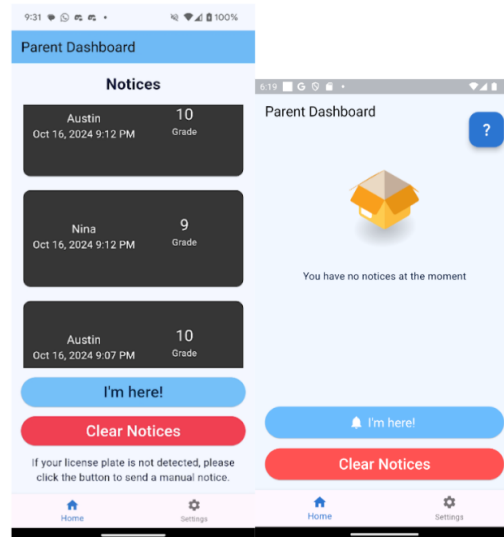 9:31
100%
Parent Dashboard
Notices
Austin
10
Oct 16, 2024 9:12 PM
Grade
Nina
9
Oct 16, 2024 9:12 PM
Grade
Austin
10
Oct 16, 2024 9:07 PM
Grade
I'm here!
Clear Notices
If your license plate is not detected, please
click the button to send a manual notice.
Home
Settings
6:19
G
Parent Dashboard
?
You have no notices at the moment
I'm here!
Clear Notices
Home
Settings